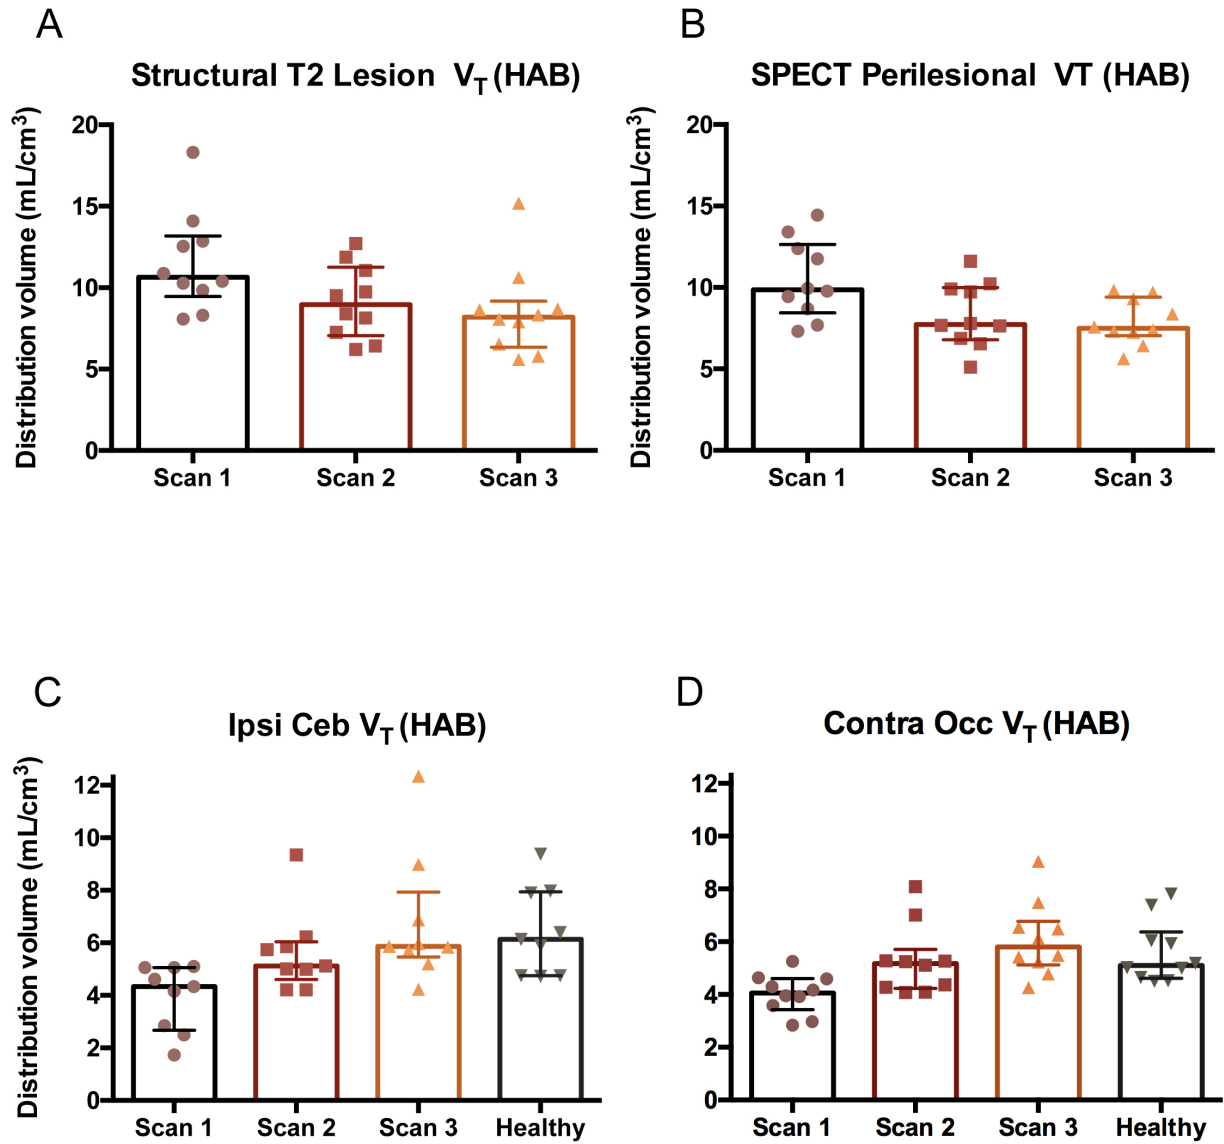 A
Structural T2 Lesion VT (HAB)
Distribution volume (mL/cm3)
20
15
10
5
0
Scan 1 Scan 2 Scan 3
B
SPECT Perilesional VT (HAB)
Distribution volume (mL/cm3)
20
15
10
5
0
Scan 1 Scan 2 Scan 3
C
Ipsi Ceb VT (HAB)
Distribution volume (mL/cm3)
12
10
8
6
4
2
0
Scan 1 Scan 2 Scan 3 Healthy
D
Contra Occ VT (HAB)
12
10
8
6
4
2
0
Scan 1 Scan 2 Scan 3 Healthy